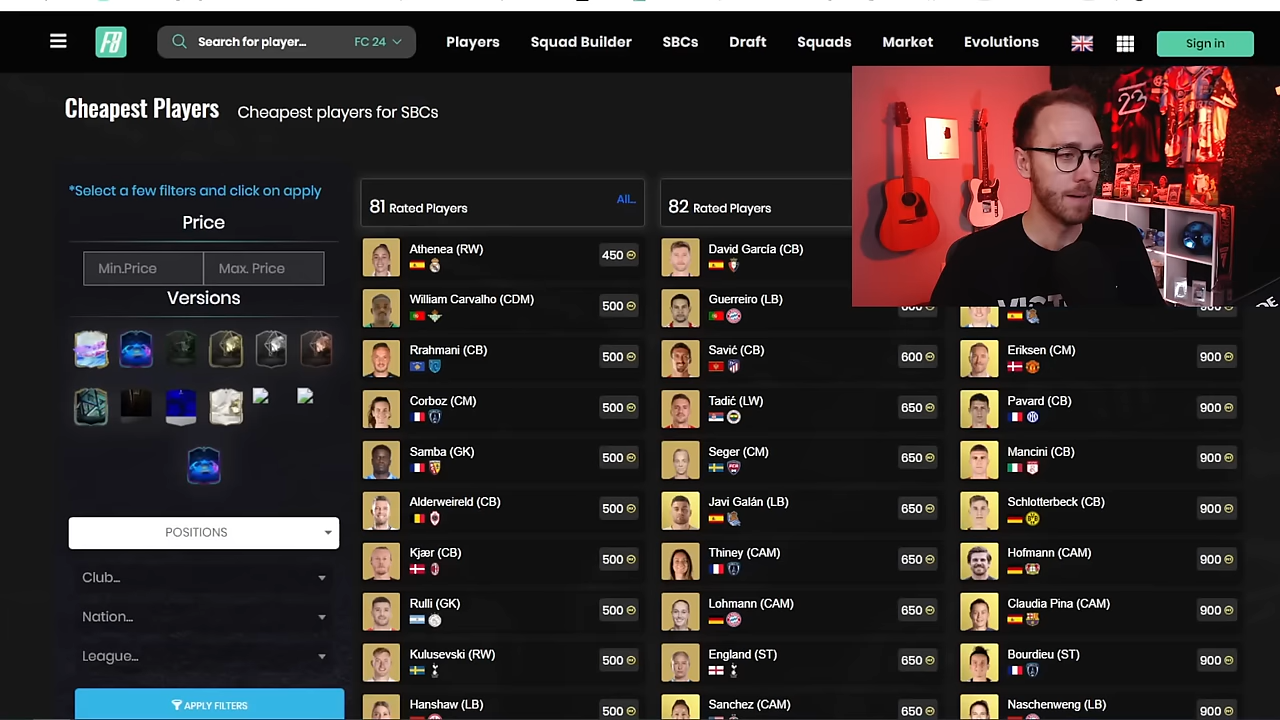 FB
Search for player...
FC 24
Players
Squad Builder
SBCs
Draft
Squads
Market
Evolutions
Sign in
Cheapest Players
Cheapest players for SBCs
*Select a few filters and click on apply
Price
Min.Price
Max. Price
Versions
POSITIONS
Club...
Nation...
League...
APPLY FILTERS
81 Rated Players
All...
Athenea (RW)
450
William Carvalho (CDM)
500
Rrahmani (CB)
500
Corboz (CM)
500
Samba (GK)
500
Alderweireld (CB)
500
Kjær (CB)
500
Rulli (GK)
500
Kulusevski (RW)
500
Hanshaw (LB)
500
82 Rated Players
David García (CB)
Guerreiro (LB)
Savić (CB)
600
Tadić (LW)
650
Seger (CM)
650
Javi Galán (LB)
650
Thiney (CAM)
650
Lohmann (CAM)
650
England (ST)
650
Sanchez (CAM)
650
Eriksen (CM)
900
Pavard (CB)
900
Mancini (CB)
900
Schlotterbeck (CB)
900
Hofmann (CAM)
900
Claudia Pina (CAM)
900
Bourdieu (ST)
900
Naschenweng (LB)
900
23